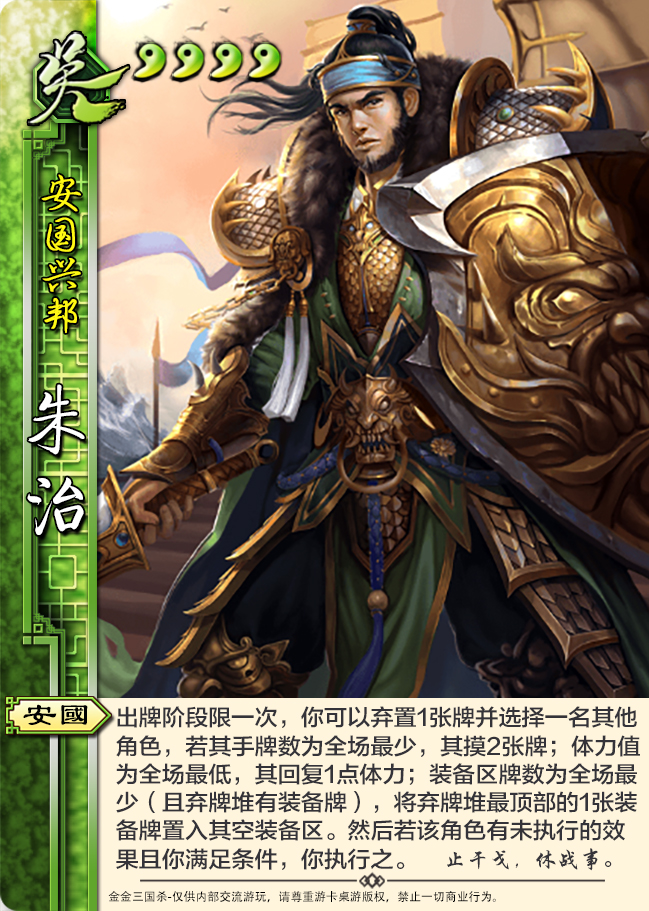 吴
安国兴邦
朱治
安國
出牌阶段限一次，你可以弃置1张牌并选择一名其他
角色，若其手牌数为全场最少，其摸2张牌；体力值
为全场最低，其回复1点体力；装备区牌数为全场最
少（且弃牌堆有装备牌），将弃牌堆最顶部的1张装
备牌置入其空装备区。然后若该角色有未执行的效
果且你满足条件，你执行之。 止干戈，休战事。
金金三国杀-仅供内部交流游玩，请尊重游卡桌游版权，禁止一切商业行为。